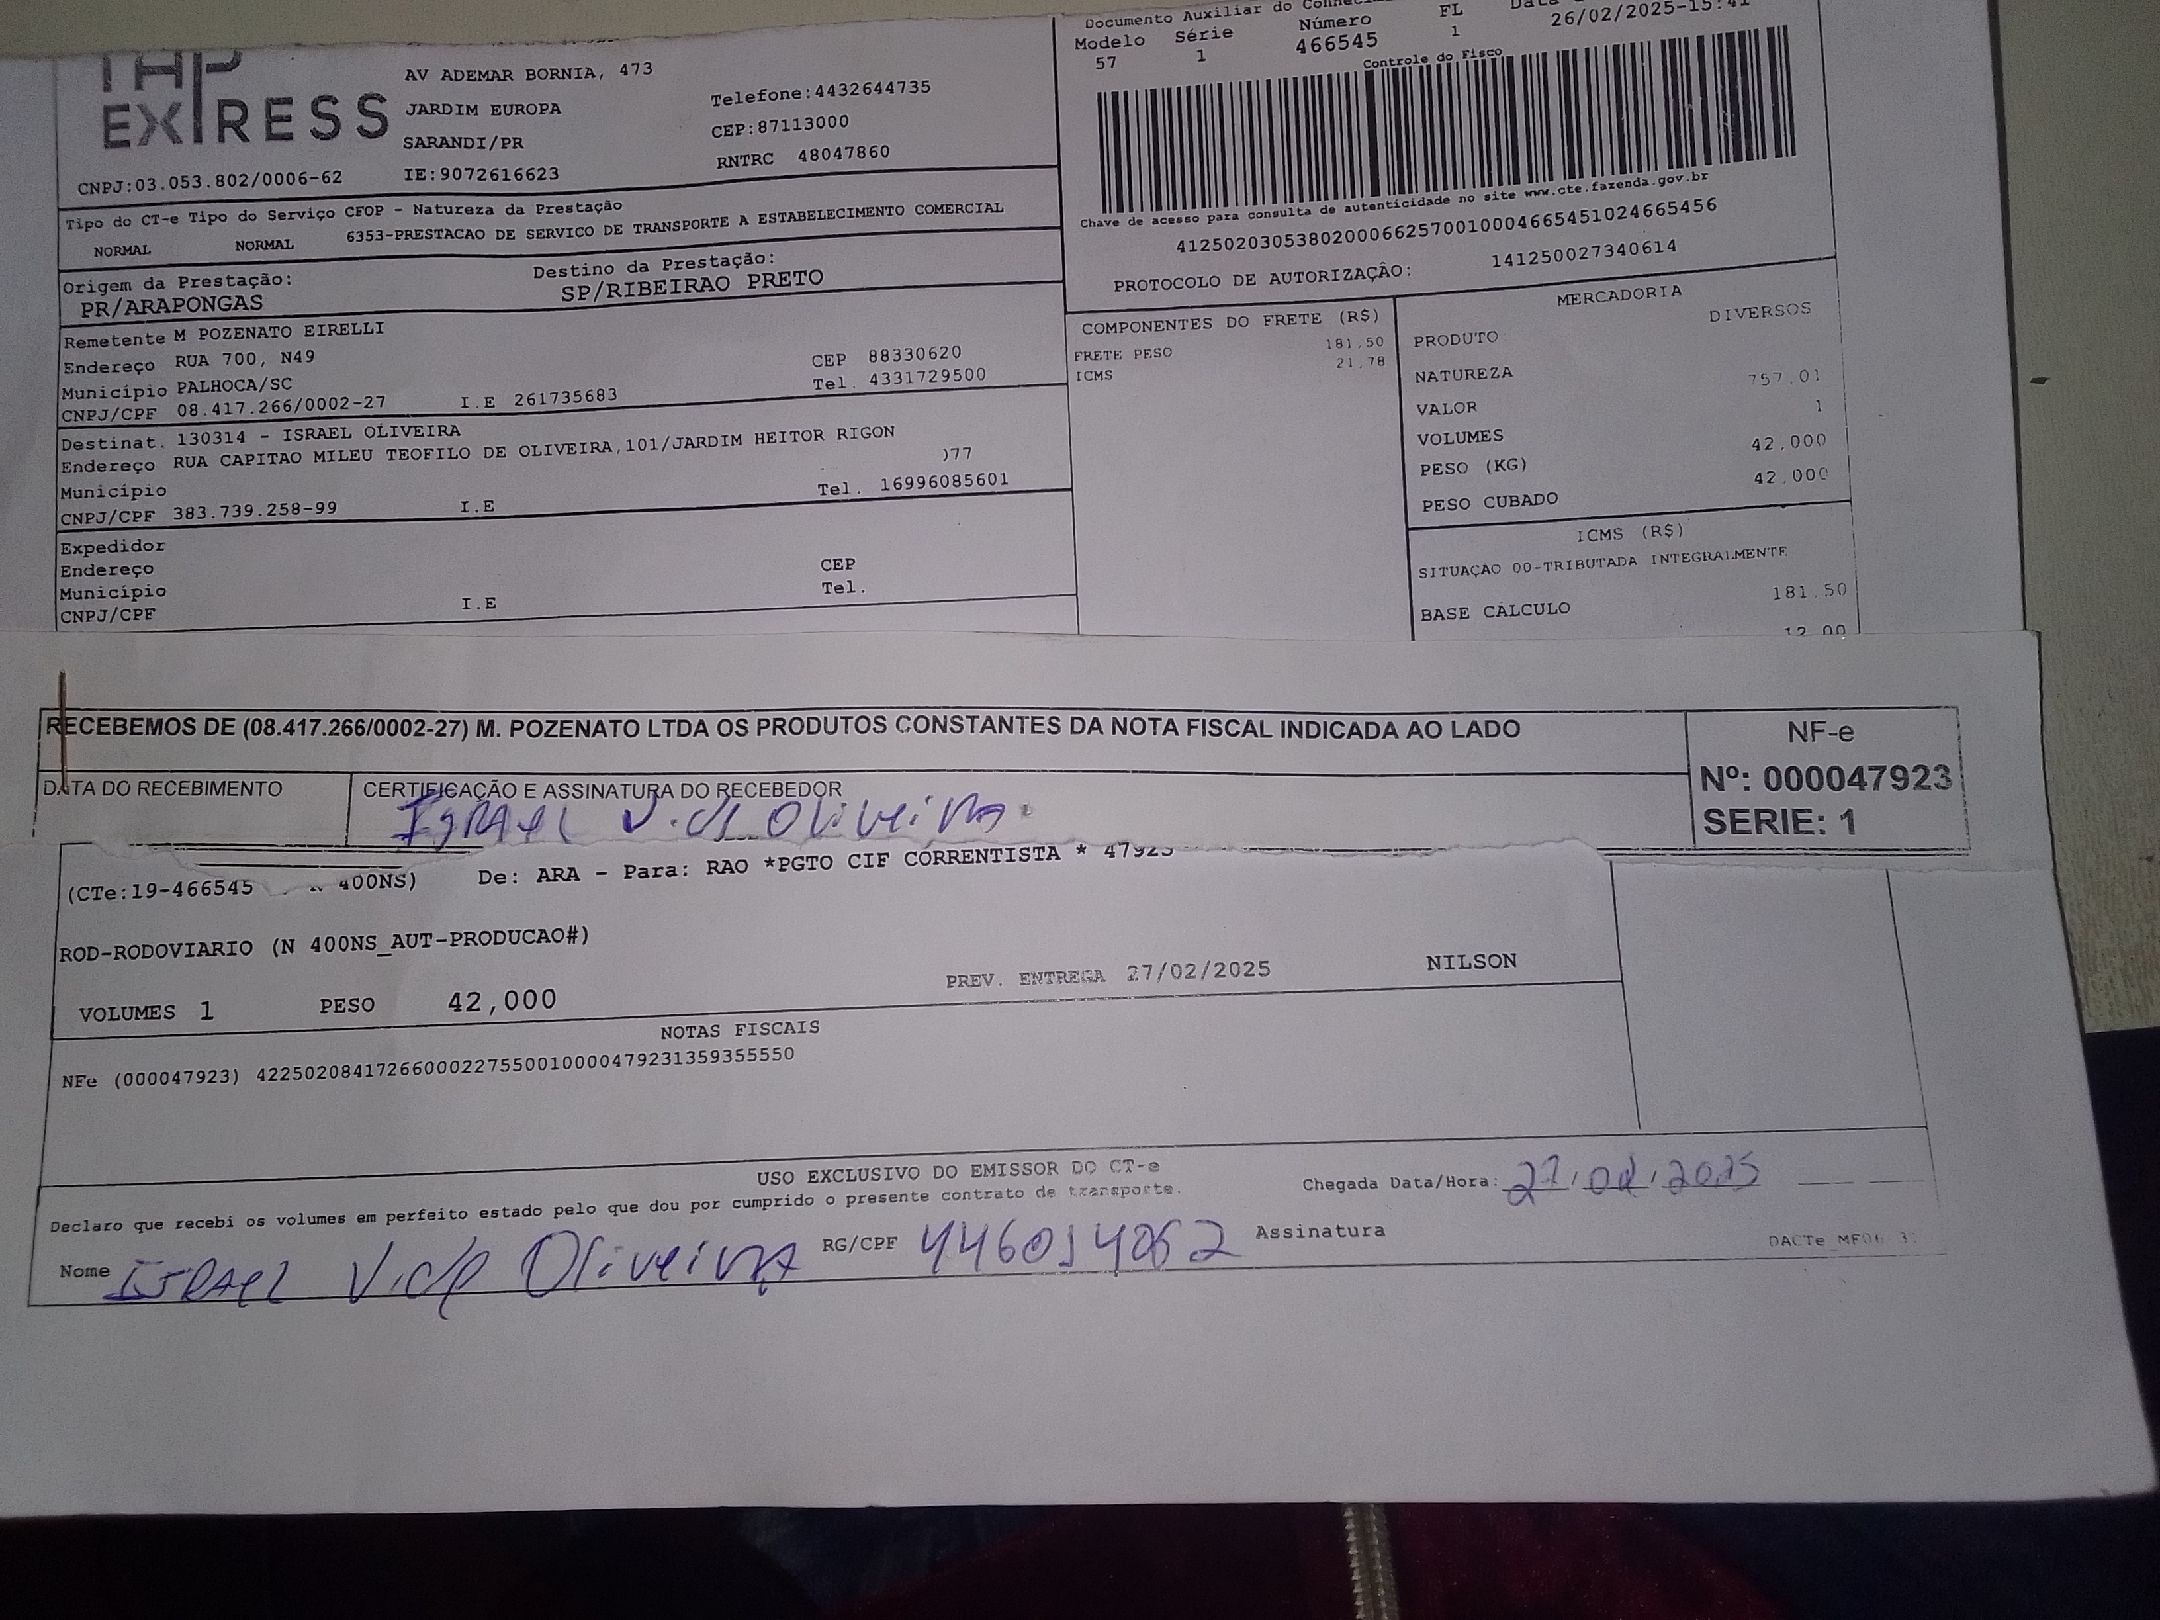 EXPRESS
CNPJ:03.053.802/0006-62
AV ADEMAR BORNIA, 473
JARDIM EUROPA
SARANDI/PR
IE:9072616623
Telefone:4432644735
CEP:87113000
RNTRC 48047860
Documento Auxiliar do
Modelo Série Número FL
57 1 466545 1 26/02/2025-15:41
Controle do Fisco
Chave de acesso para consulta de autenticidade no site www.cte.fazenda.gov.br
41250203053802000662570010004665451024665456
PROTOCOLO DE AUTORIZAÇÃO: 141250027340614
Tipo do CT-e Tipo do Serviço CFOP - Natureza da Prestação
NORMAL NORMAL 6353-PRESTACAO DE SERVICO DE TRANSPORTE A ESTABELECIMENTO COMERCIAL
Origem da Prestação: Destino da Prestação:
PR/ARAPONGAS SP/RIBEIRAO PRETO
Remetente M POZENATO EIRELLI
Endereço RUA 700, N49 CEP 88330620
Município PALHOCA/SC Tel. 4331729500
CNPJ/CPF 08.417.266/0002-27 I.E 261735683
Destinat. 130314 - ISRAEL OLIVEIRA
Endereço RUA CAPITAO MILEU TEOFILO DE OLIVEIRA,101/JARDIM HEITOR RIGON
Município )77
CNPJ/CPF 383.739.258-99 I.E Tel. 16996085601
Expedidor
Endereço CEP
Município Tel.
CNPJ/CPF I.E
COMPONENTES DO FRETE (R$)
FRETE PESO 181,50
ICMS 21,78
MERCADORIA
PRODUTO DIVERSOS
NATUREZA
VALOR 757,01
VOLUMES 1
PESO (KG) 42,000
PESO CUBADO 42,000
ICMS (R$)
SITUAÇÃO 00-TRIBUTADA INTEGRALMENTE
BASE CÁLCULO 181,50
12,00
RECEBEMOS DE (08.417.266/0002-27) M. POZENATO LTDA OS PRODUTOS CONSTANTES DA NOTA FISCAL INDICADA AO LADO
DATA DO RECEBIMENTO CERTIFICAÇÃO E ASSINATURA DO RECEBEDOR
ISRAEL V. de Oliveira
NF-e
Nº: 000047923
SERIE: 1
(CTe:19-466545 N 400NS) De: ARA - Para: RAO *PGTO CIF CORRENTISTA * 47923
ROD-RODOVIARIO (N 400NS_AUT-PRODUCAO#)
VOLUMES 1 PESO 42,000 PREV. ENTREGA 27/02/2025 NILSON
NOTAS FISCAIS
NFe (000047923) 42250208417266000227550010000479231359355550
USO EXCLUSIVO DO EMISSOR DO CT-e
Declaro que recebi os volumes em perfeito estado pelo que dou por cumprido o presente contrato de transporte.
Chegada Data/Hora: 27.02.2025
Nome ISRAEL V. de Oliveira RG/CPF 446014062 Assinatura
DACTe MF06